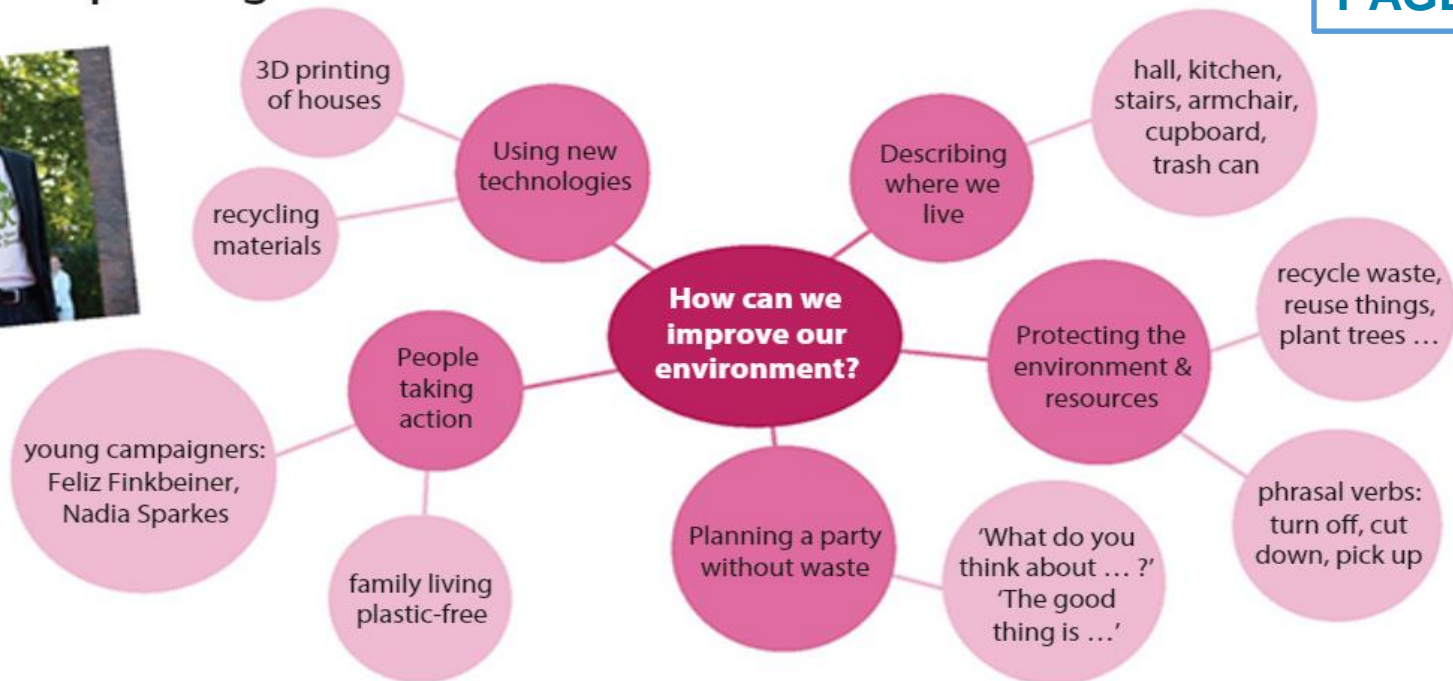 3D printing
of houses
Using new
technologies
recycling
materials
Describing
where we
live
hall, kitchen,
stairs, armchair,
cupboard,
trash can
How can we
improve our
environment?
People
taking
action
young campaigners:
Feliz Finkbeiner,
Nadia Sparkes
family living
plastic-free
Planning a party
without waste
'What do you
think about ... ?'
'The good
thing is ...'
Protecting the
environment &
resources
recycle waste,
reuse things,
plant trees ...
phrasal verbs:
turn off, cut
down, pick up